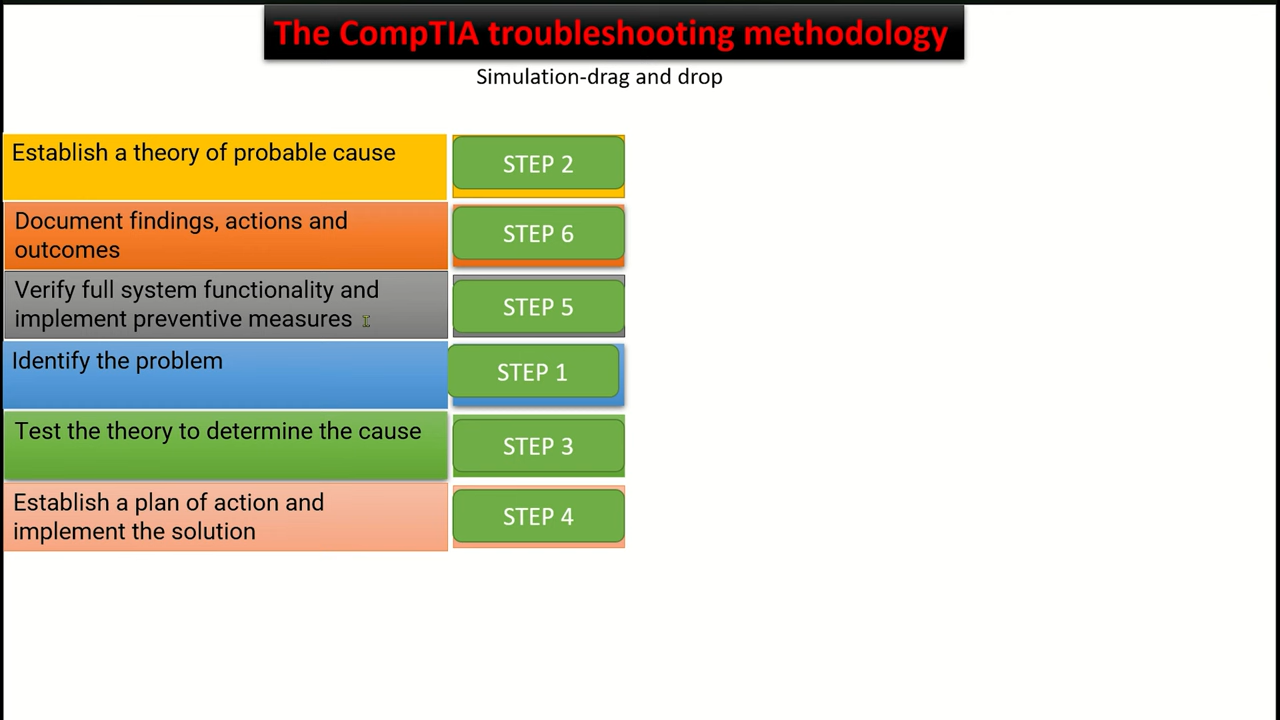 The CompTIA troubleshooting methodology
Simulation-drag and drop
Establish a theory of probable cause
STEP 2
Document findings, actions and
outcomes
STEP 6
Verify full system functionality and
implement preventive measures
STEP 5
Identify the problem
STEP 1
Test the theory to determine the cause
STEP 3
Establish a plan of action and
implement the solution
STEP 4